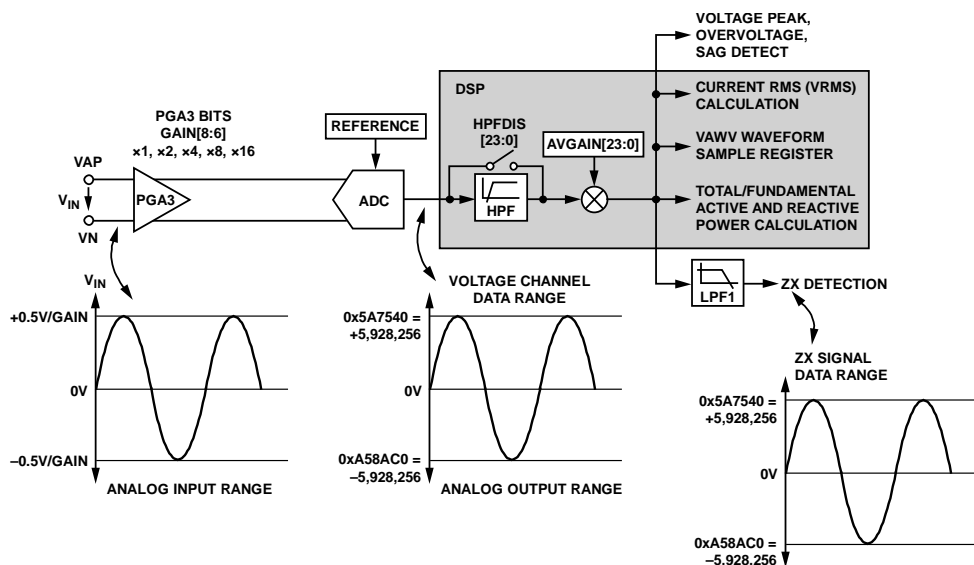 VOLTAGE PEAK,
OVERVOLTAGE,
SAG DETECT
DSP
CURRENT RMS (VRMS)
CALCULATION
PGA3 BITS
GAIN[8:6]
×1, ×2, ×4, ×8, ×16
REFERENCE
HPFDIS
[23:0]
AVGAIN[23:0]
VAWV WAVEFORM
SAMPLE REGISTER
VAP
VIN
VN
PGA3
ADC
HPF
TOTAL/FUNDAMENTAL
ACTIVE AND REACTIVE
POWER CALCULATION
LPF1
ZX DETECTION
VIN
+0.5V/GAIN
0V
–0.5V/GAIN
ANALOG INPUT RANGE
VOLTAGE CHANNEL
DATA RANGE
0x5A7540 =
+5,928,256
0V
0xA58AC0 =
–5,928,256
ANALOG OUTPUT RANGE
ZX SIGNAL
DATA RANGE
0x5A7540 =
+5,928,256
0V
0xA58AC0 =
–5,928,256